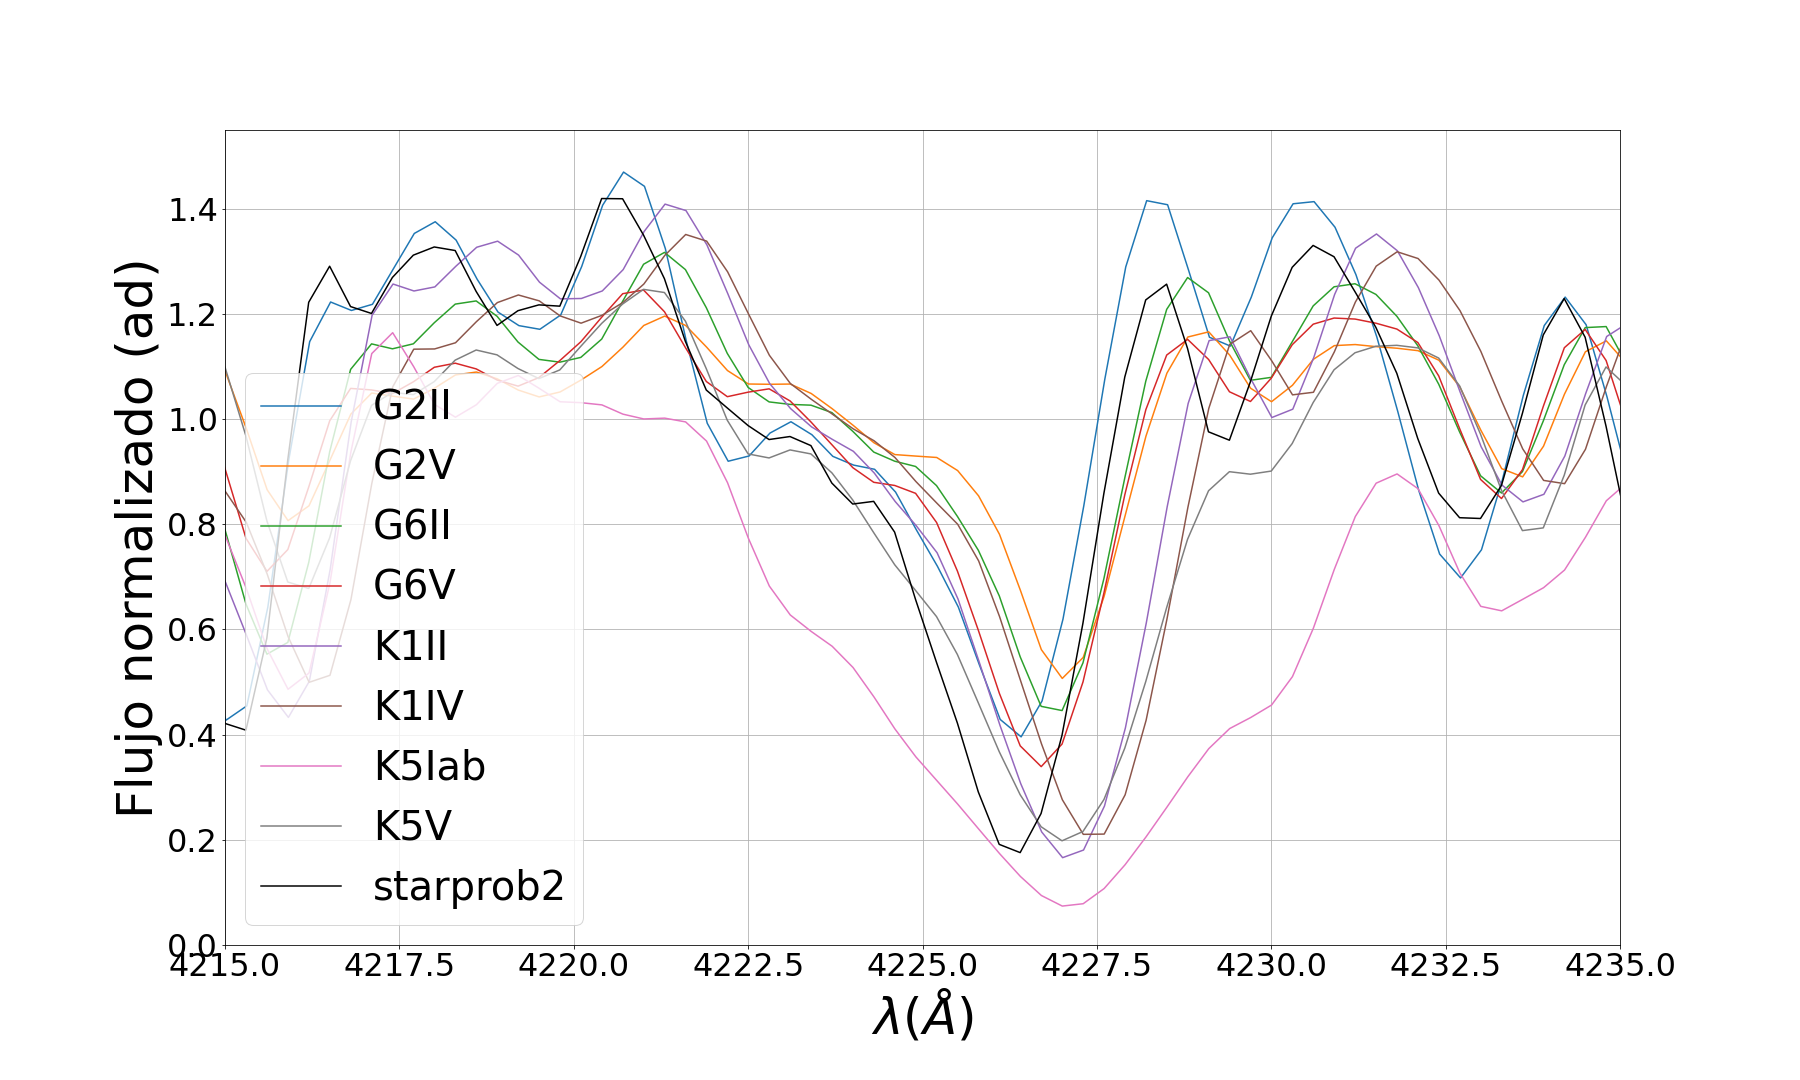 Flujo normalizado (ad)
1.4
1.2
1.0
0.8
0.6
0.4
0.2
0.0
G2II
G2V
G6II
G6V
K1II
K1IV
K5Iab
K5V
starprob2
4215.0 4217.5 4220.0 4222.5 4225.0 4227.5 4230.0 4232.5 4235.0
λ(Å)